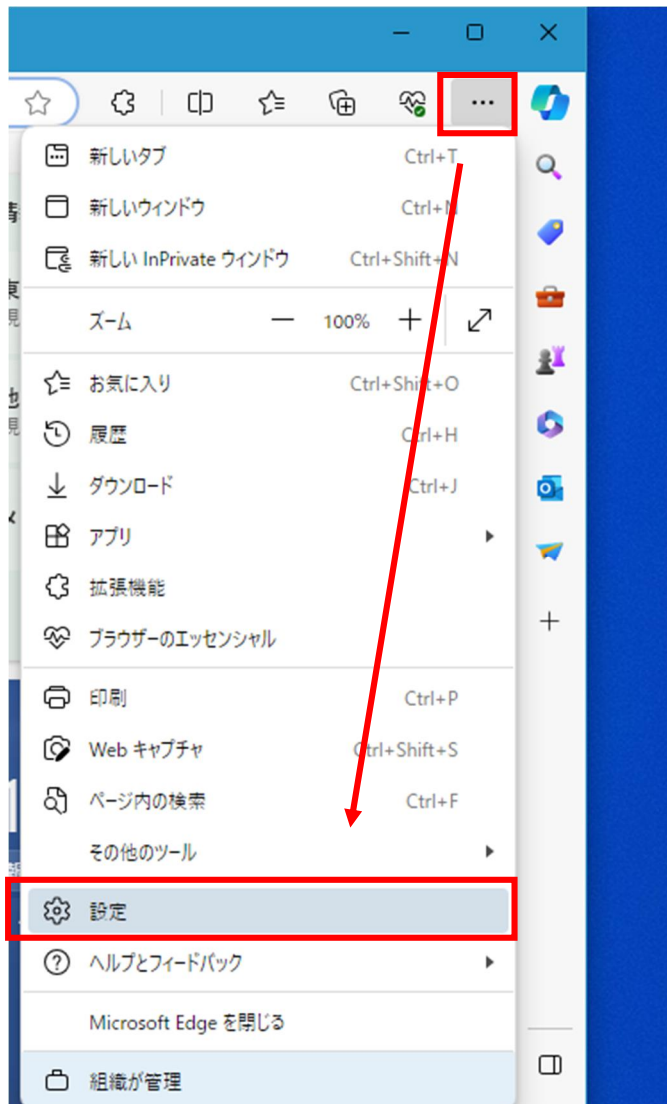 新しいタブ Ctrl+T
新しいウィンドウ Ctrl+N
新しい InPrivate ウィンドウ Ctrl+Shift+N
ズーム 100%
お気に入り Ctrl+Shift+O
履歴 Ctrl+H
ダウンロード Ctrl+J
アプリ
拡張機能
ブラウザーのエッセンシャル
印刷 Ctrl+P
Web キャプチャ Ctrl+Shift+S
ページ内の検索 Ctrl+F
その他のツール
設定
ヘルプとフィードバック
Microsoft Edge を閉じる
組織が管理